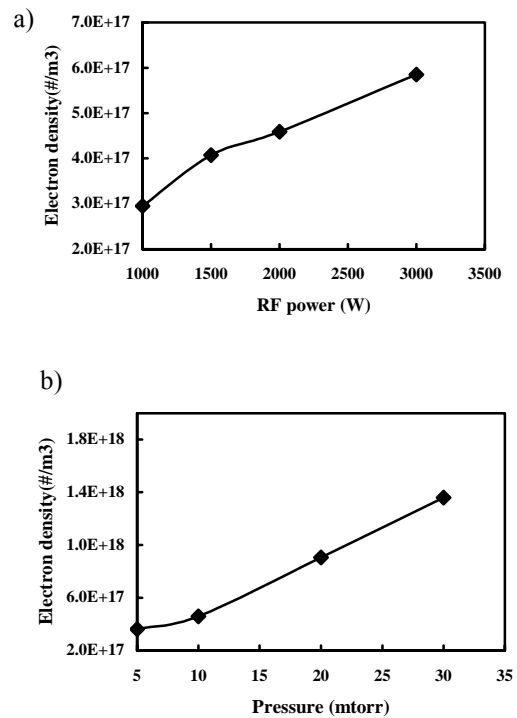 a)
7.0E+17
6.0E+17
5.0E+17
4.0E+17
3.0E+17
2.0E+17
Electron density(#/m3)
1000 1500 2000 2500 3000 3500
RF power (W)
b)
1.8E+18
1.4E+18
1.0E+18
6.0E+17
2.0E+17
Electron density(#/m3)
5 10 15 20 25 30 35
Pressure (mtorr)